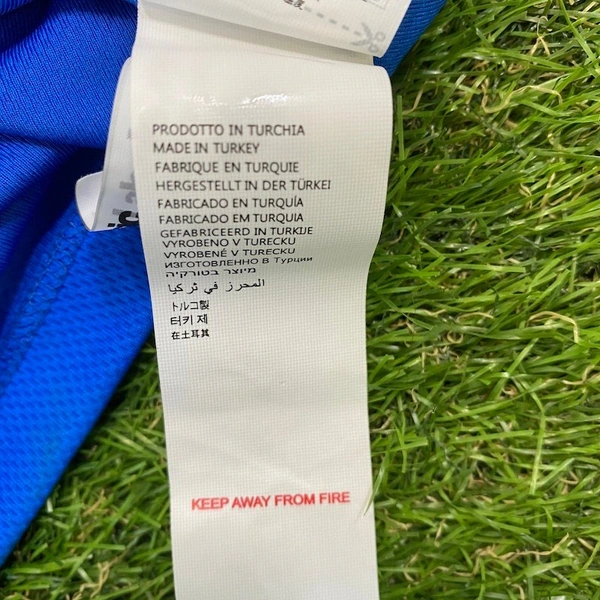 PRODOTTO IN TURCHIA
MADE IN TURKEY
FABRIQUE EN TURQUIE
HERGESTELLT IN DER TÜRKEI
FABRICADO EN TURQUÍA
FABRICADO EM TURQUIA
GEFABRICEERD IN TURKIJE
VYROBENO V TURECKU
VYROBENÉ V TURECKU
ИЗГОТОВЛЕННО В Турции
מיוצר בטורקיה
المحرز في تركيا
トルコ製
터키 제
在土耳其
KEEP AWAY FROM FIRE